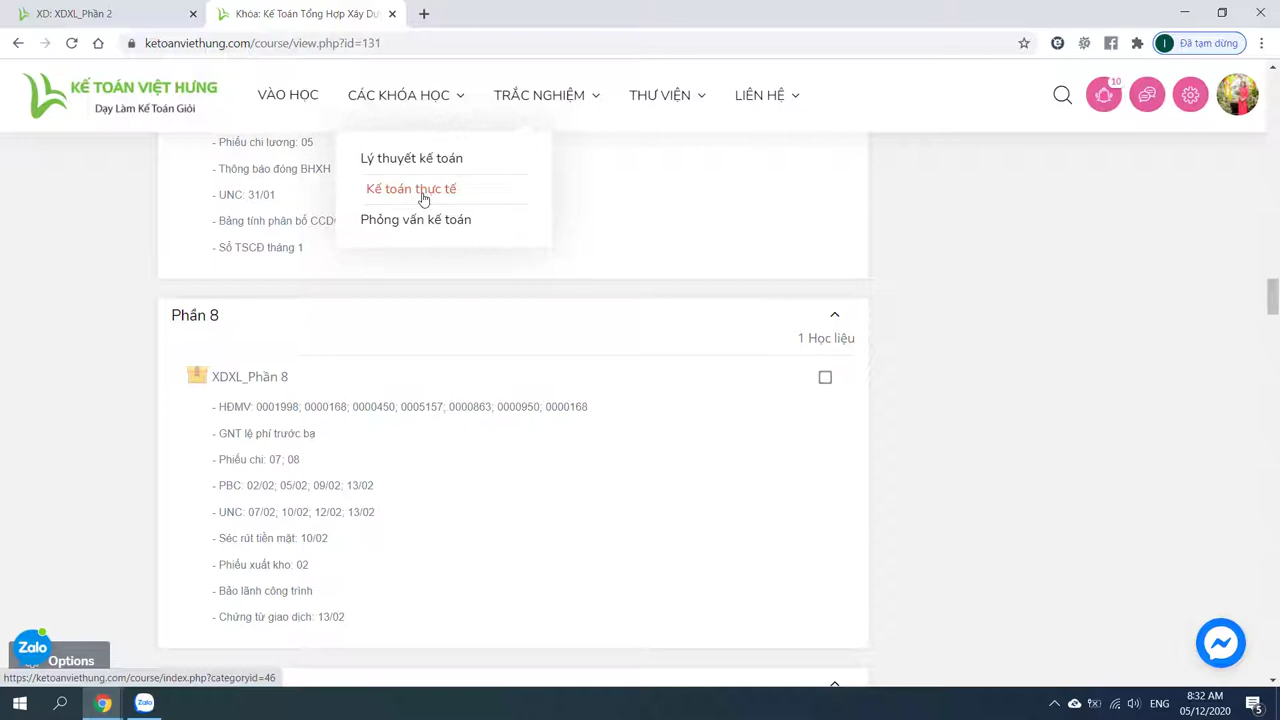 XD: XDXL_Phần 2
Khóa: Kế Toán Tổng Hợp Xây Dự
ketoanviethung.com/course/view.php?id=131
Đã tạm dừng
KẾ TOÁN VIỆT HƯNG
Dạy Làm Kế Toán Giỏi
VÀO HỌC
CÁC KHÓA HỌC
TRẮC NGHIỆM
THƯ VIỆN
LIÊN HỆ
10
- Phiếu chi lương: 05
- Thông báo đóng BHXH
- UNC: 31/01
- Bảng tính phân bổ CCD
- Sổ TSCĐ tháng 1
Lý thuyết kế toán
Kế toán thực tế
Phỏng vấn kế toán
Phần 8
1 Học liệu
XDXL_Phần 8
- HĐMV: 0001998; 0000168; 0000450; 0005157; 0000863; 0000950; 0000168
- GNT lệ phí trước bạ
- Phiếu chi: 07; 08
- PBC: 02/02; 05/02; 09/02; 13/02
- UNC: 07/02; 10/02; 12/02; 13/02
- Séc rút tiền mặt: 10/02
- Phiếu xuất kho: 02
- Bảo lãnh công trình
- Chứng từ giao dịch: 13/02
Zalo
Options
https://ketoanviethung.com/course/index.php?categoryid=46
Zalo
ENG
8:32 AM
05/12/2020
5